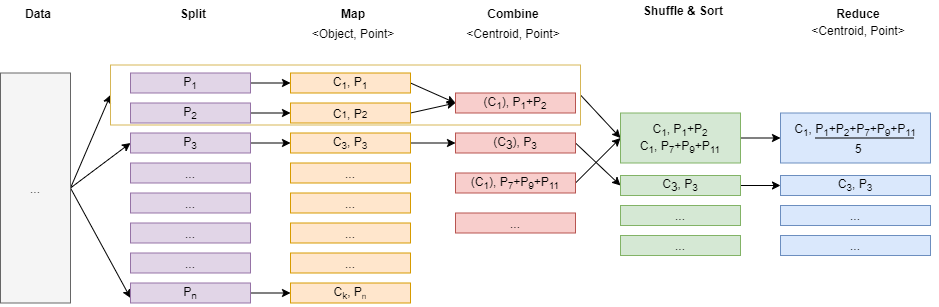 Data
Split
Map
<Object, Point>
Combine
<Centroid, Point>
Shuffle & Sort
Reduce
<Centroid, Point>
...
P1
P2
P3
...
...
...
...
Pn
C1, P1
C1, P2
C3, P3
...
...
...
...
Ck, Pn
(C1), P1+P2
(C3), P3
(C1), P7+P9+P11
...
C1, P1+P2
C1, P7+P9+P11
C3, P3
...
...
C1, P1+P2+P7+P9+P11
5
C3, P3
...
...